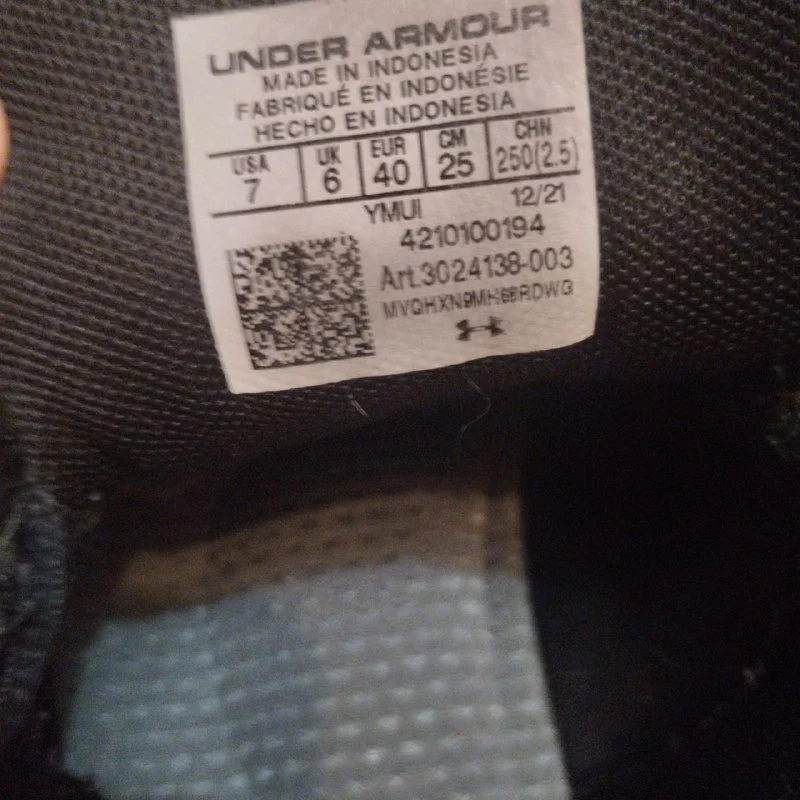 UNDER ARMOUR
MADE IN INDONESIA
FABRIQUÉ EN INDONÉSIE
HECHO EN INDONESIA
USA UK EUR CM CHN
7 6 40 25 250(2.5)
YMUI 12/21
4210100194
Art.3024138-003